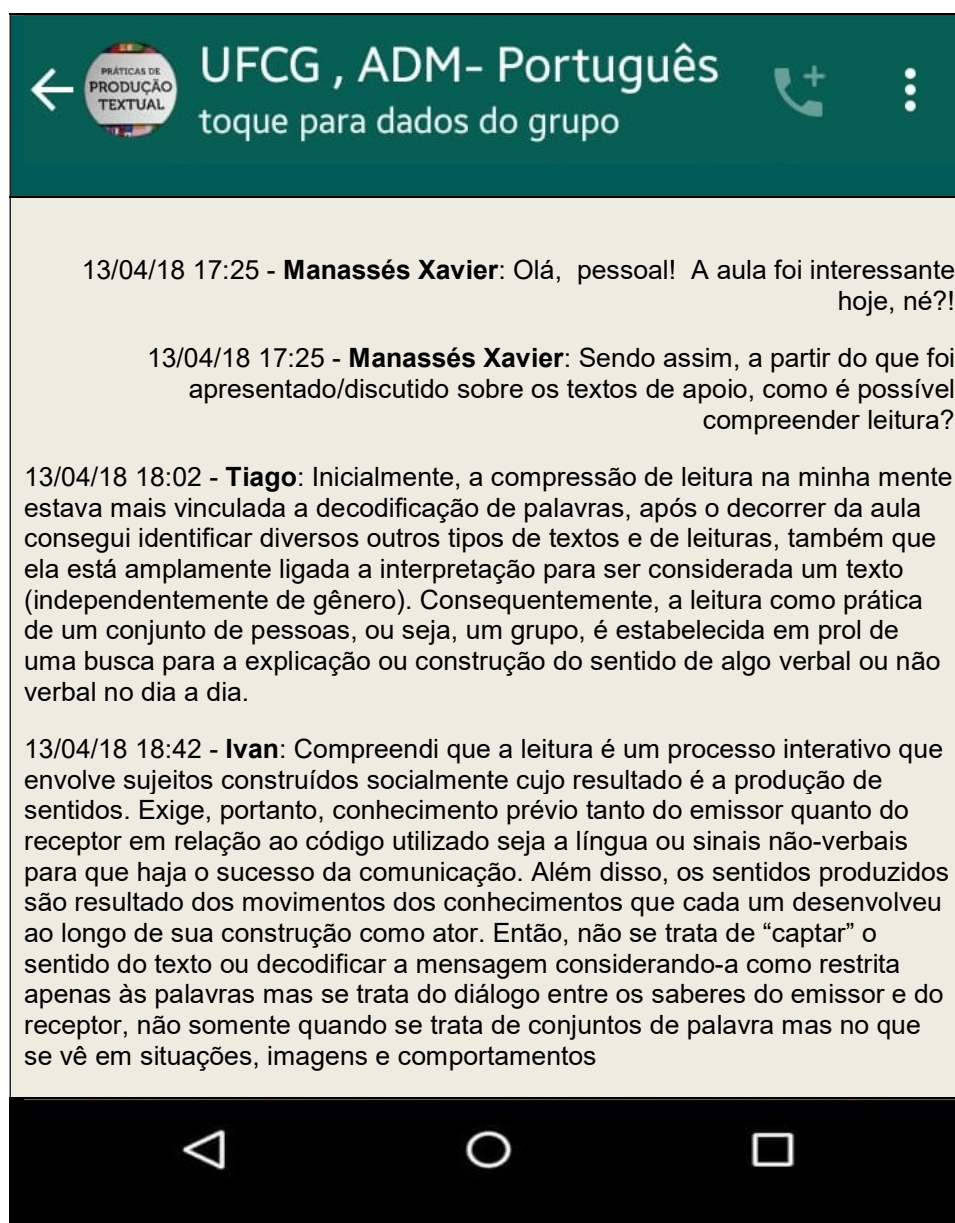 PRÁTICAS DE
PRODUÇÃO
TEXTUAL
UFCG , ADM- Português
toque para dados do grupo
13/04/18 17:25 - Manassés Xavier: Olá, pessoal! A aula foi interessante
hoje, né?!
13/04/18 17:25 - Manassés Xavier: Sendo assim, a partir do que foi
apresentado/discutido sobre os textos de apoio, como é possível
compreender leitura?
13/04/18 18:02 - Tiago: Inicialmente, a compressão de leitura na minha mente
estava mais vinculada a decodificação de palavras, após o decorrer da aula
consegui identificar diversos outros tipos de textos e de leituras, também que
ela está amplamente ligada a interpretação para ser considerada um texto
(independentemente de gênero). Consequentemente, a leitura como prática
de um conjunto de pessoas, ou seja, um grupo, é estabelecida em prol de
uma busca para a explicação ou construção do sentido de algo verbal ou não
verbal no dia a dia.
13/04/18 18:42 - Ivan: Compreendi que a leitura é um processo interativo que
envolve sujeitos construídos socialmente cujo resultado é a produção de
sentidos. Exige, portanto, conhecimento prévio tanto do emissor quanto do
receptor em relação ao código utilizado seja a língua ou sinais não-verbais
para que haja o sucesso da comunicação. Além disso, os sentidos produzidos
são resultado dos movimentos dos conhecimentos que cada um desenvolveu
ao longo de sua construção como ator. Então, não se trata de “captar” o
sentido do texto ou decodificar a mensagem considerando-a como restrita
apenas às palavras mas se trata do diálogo entre os saberes do emissor e do
receptor, não somente quando se trata de conjuntos de palavra mas no que
se vê em situações, imagens e comportamentos